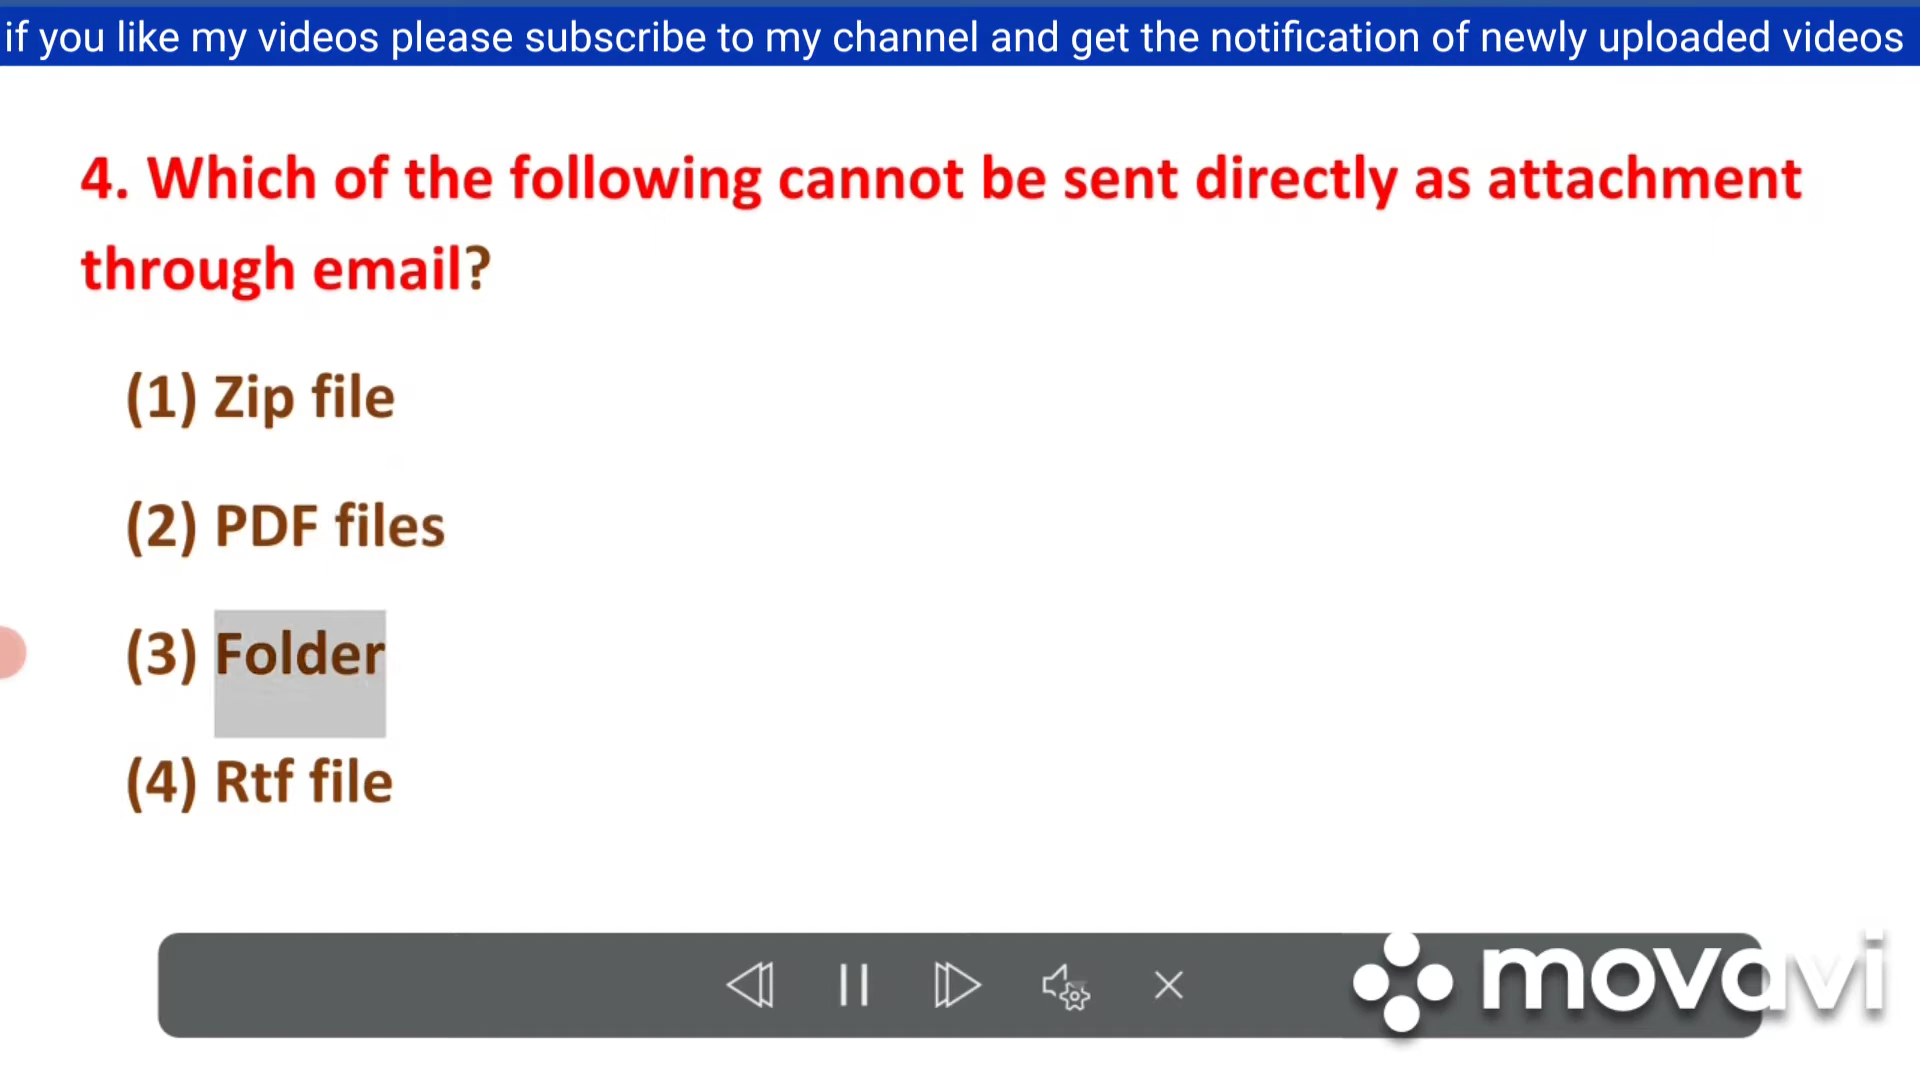 if you like my videos please subscribe to my channel and get the notification of newly uploaded videos
4. Which of the following cannot be sent directly as attachment
through email?
(1) Zip file
(2) PDF files
(3) Folder
(4) Rtf file
movavi